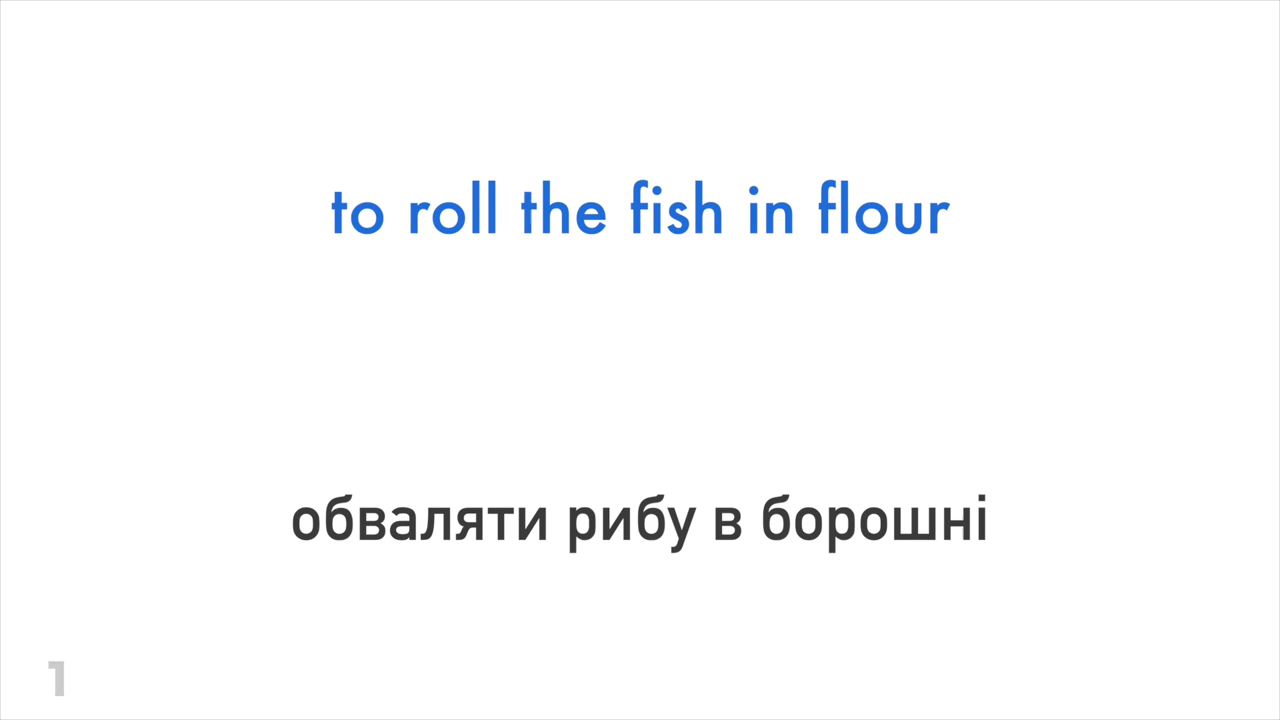 to roll the fish in flour
обваляти рибу в борошні
1